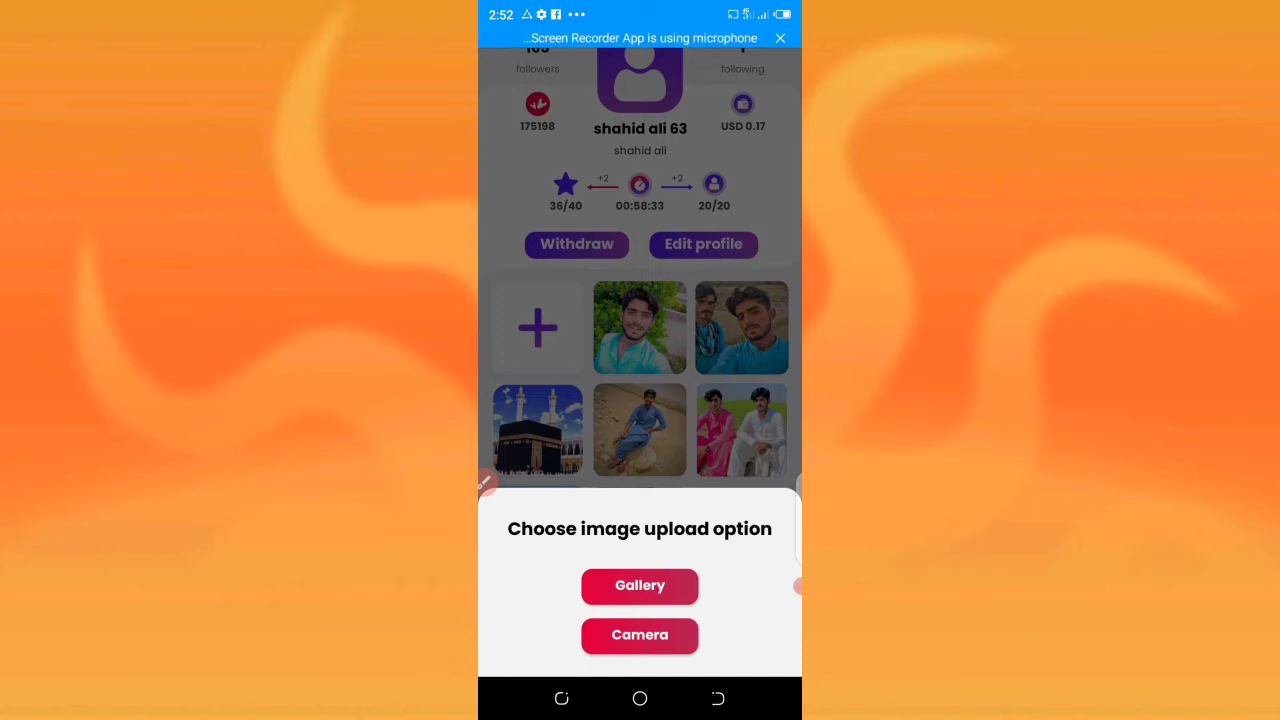 2:52
...Screen Recorder App is using microphone
followers
following
175198
USD 0.17
shahid ali 63
shahid ali
+2
+2
36/40
00:58:33
20/20
Withdraw
Edit profile
Choose image upload option
Gallery
Camera